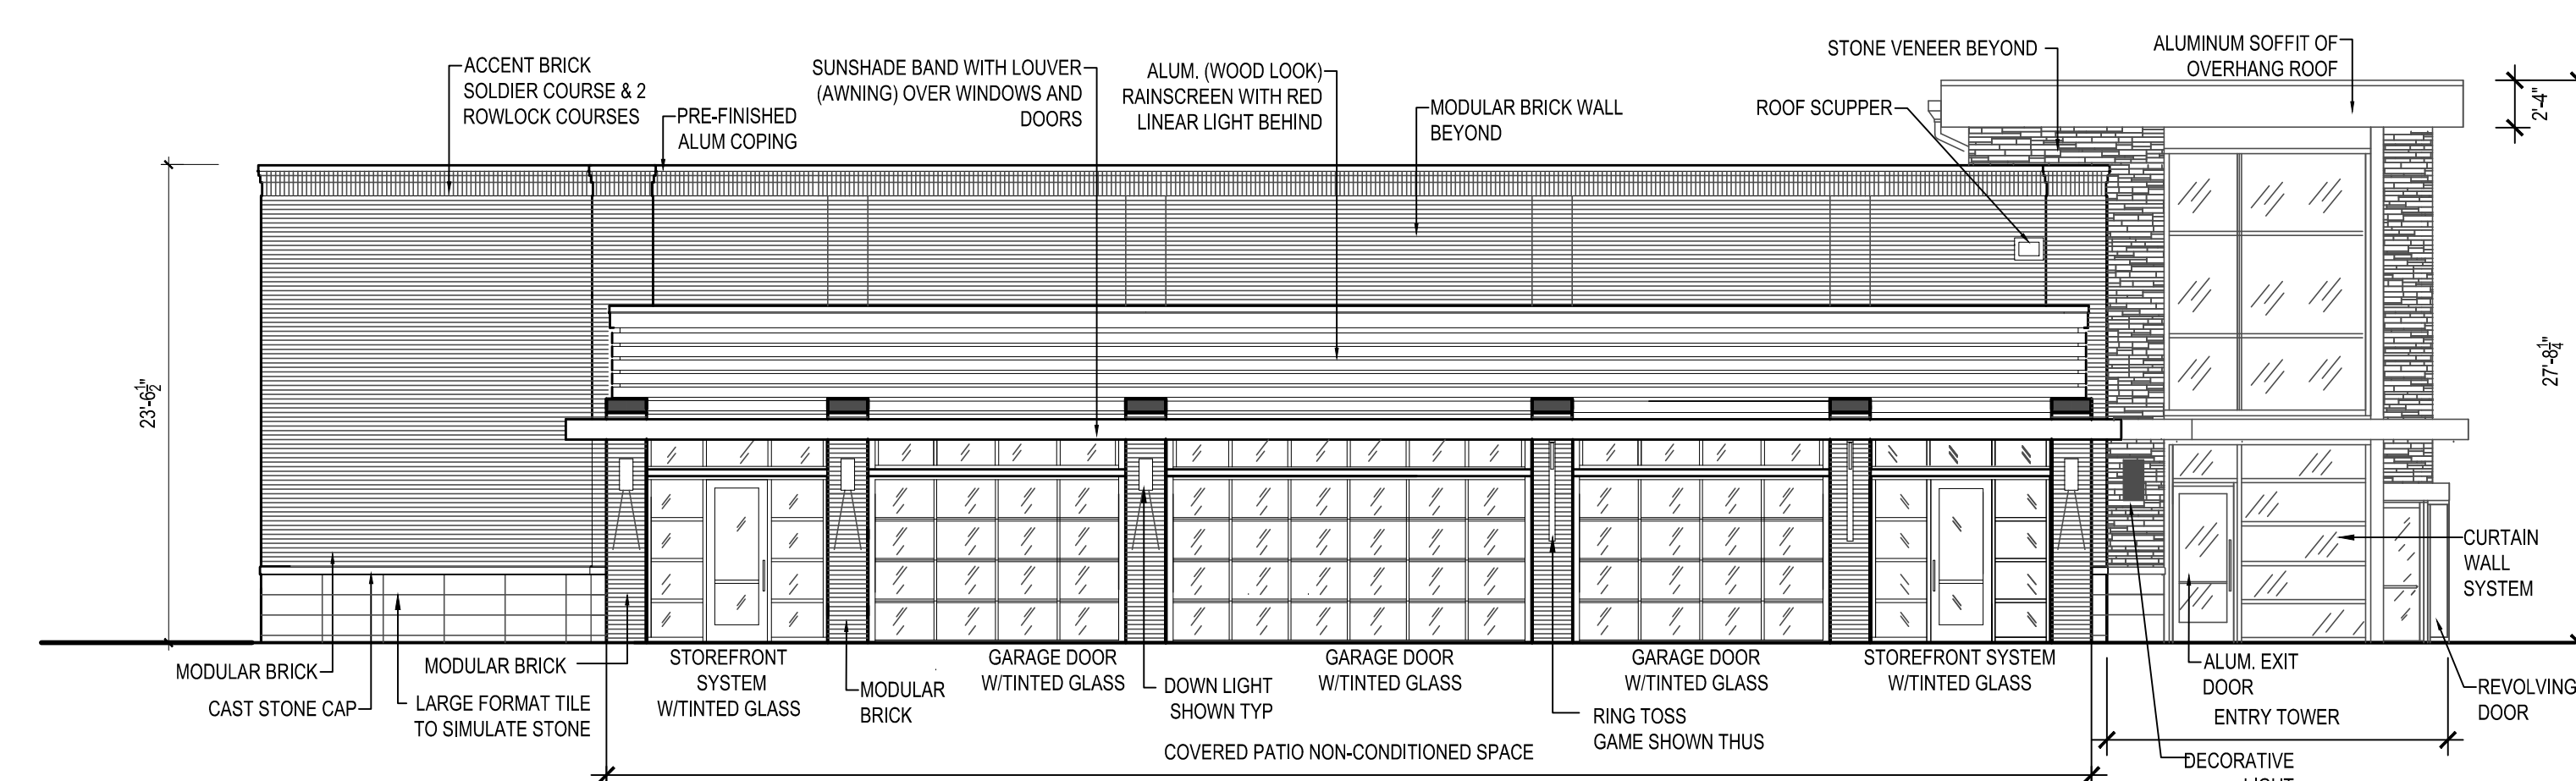 ACCENT BRICK
SOLDIER COURSE & 2
ROWLOCK COURSES
PRE-FINISHED
ALUM COPING
SUNSHADE BAND WITH LOUVER
(AWNING) OVER WINDOWS AND
DOORS
ALUM. (WOOD LOOK)
RAINSCREEN WITH RED
LINEAR LIGHT BEHIND
MODULAR BRICK WALL
BEYOND
STONE VENEER BEYOND
ROOF SCUPPER
ALUMINUM SOFFIT OF
OVERHANG ROOF
2'-4"
23'-6½"
27'-8¼"
CURTAIN
WALL
SYSTEM
MODULAR BRICK
CAST STONE CAP
MODULAR BRICK
LARGE FORMAT TILE
TO SIMULATE STONE
STOREFRONT
SYSTEM
W/TINTED GLASS
MODULAR
BRICK
GARAGE DOOR
W/TINTED GLASS
DOWN LIGHT
SHOWN TYP
GARAGE DOOR
W/TINTED GLASS
RING TOSS
GAME SHOWN THUS
GARAGE DOOR
W/TINTED GLASS
STOREFRONT SYSTEM
W/TINTED GLASS
ALUM. EXIT
DOOR
REVOLVING
DOOR
ENTRY TOWER
COVERED PATIO NON-CONDITIONED SPACE
DECORATIVE
LIGHT